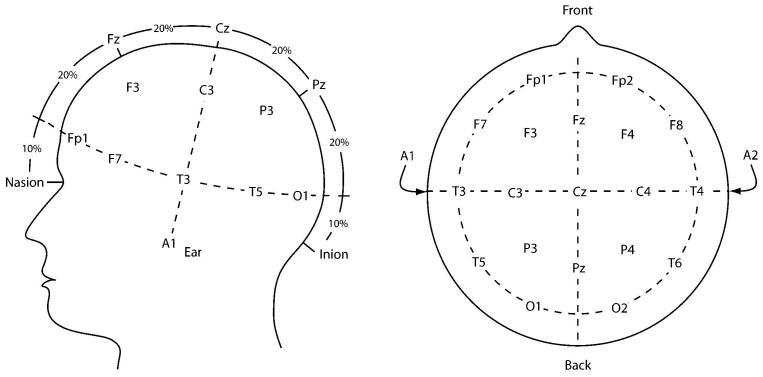 Cz
20%
20%
Fz
Pz
20%
20%
F3
C3
P3
10%
Fp1
F7
T3
T5
O1
Nasion
10%
A1
Ear
Inion
Front
Fp1
Fp2
F7
Fz
F8
F3
F4
A1
A2
T3
C3
Cz
C4
T4
P3
P4
T5
Pz
T6
O1
O2
Back